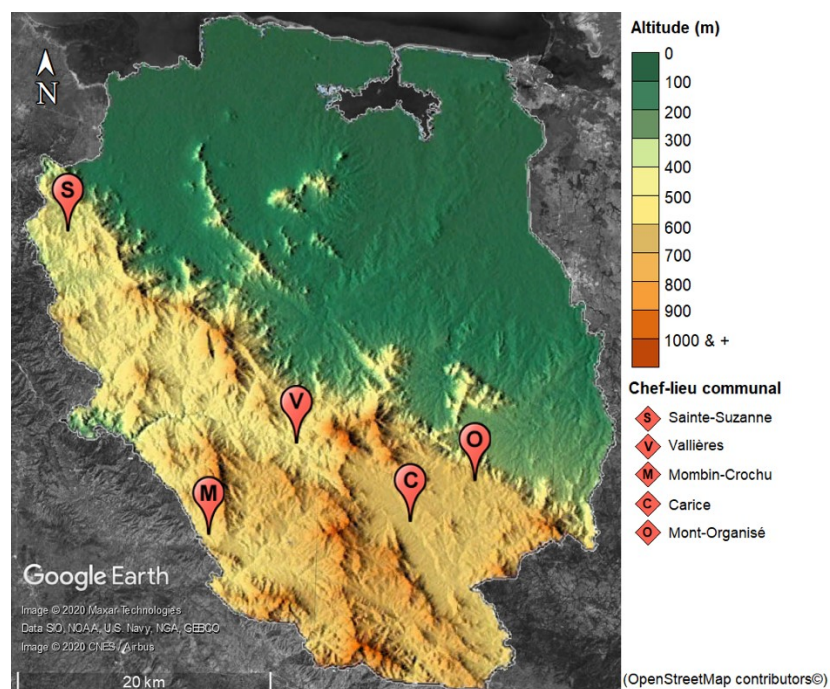 N
S
V
O
C
M
Google Earth
Image © 2020 Maxar Technologies
Data SIO, NOAA, U.S. Navy, NGA, GEBCO
Image © 2020 CNES / Airbus
20 km
Altitude (m)
0
100
200
300
400
500
600
700
800
900
1000 & +
Chef-lieu communal
S Sainte-Suzanne
V Vallières
M Mombin-Crochu
C Carice
O Mont-Organisé
(OpenStreetMap contributors©)